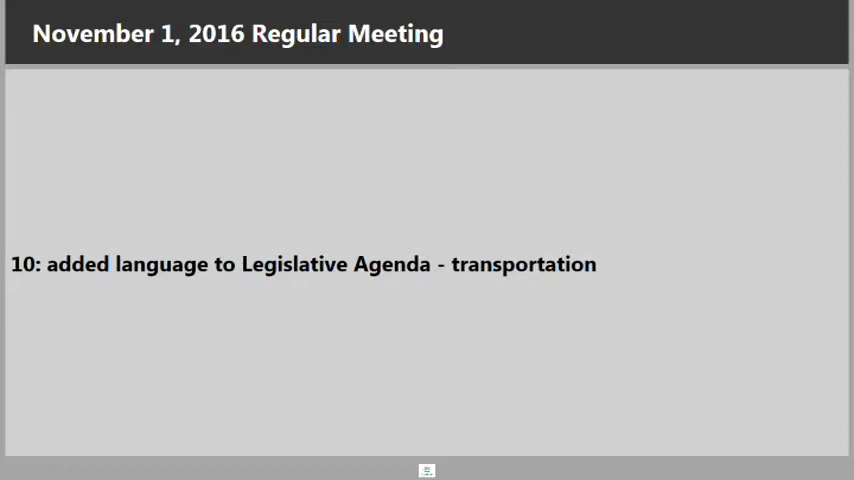 November 1, 2016 Regular Meeting
10: added language to Legislative Agenda - transportation